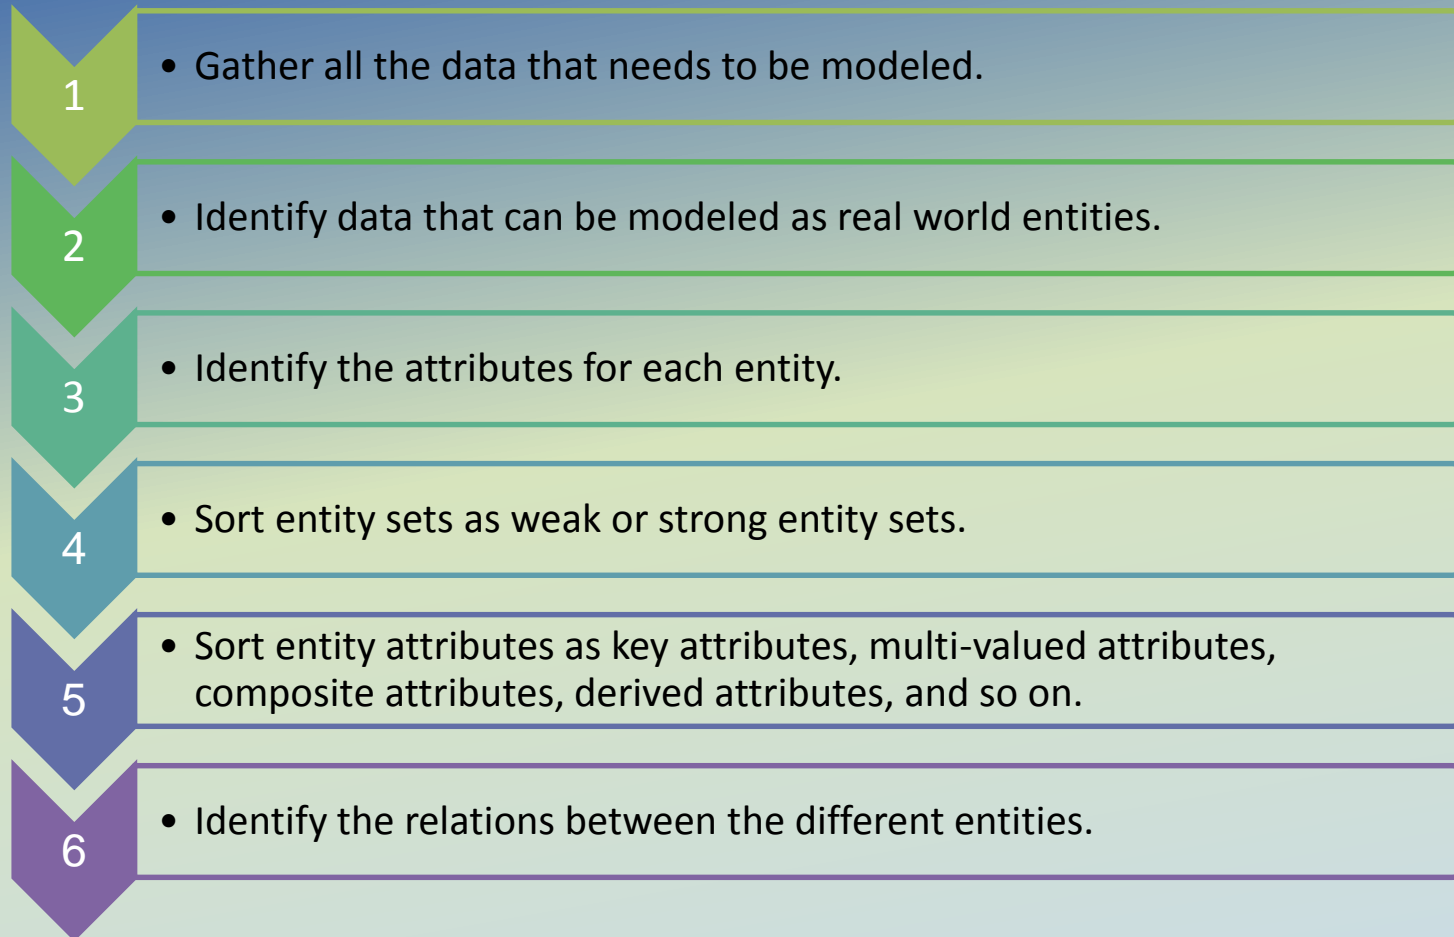 1
• Gather all the data that needs to be modeled.
2
• Identify data that can be modeled as real world entities.
3
• Identify the attributes for each entity.
4
• Sort entity sets as weak or strong entity sets.
5
• Sort entity attributes as key attributes, multi-valued attributes,
composite attributes, derived attributes, and so on.
6
• Identify the relations between the different entities.